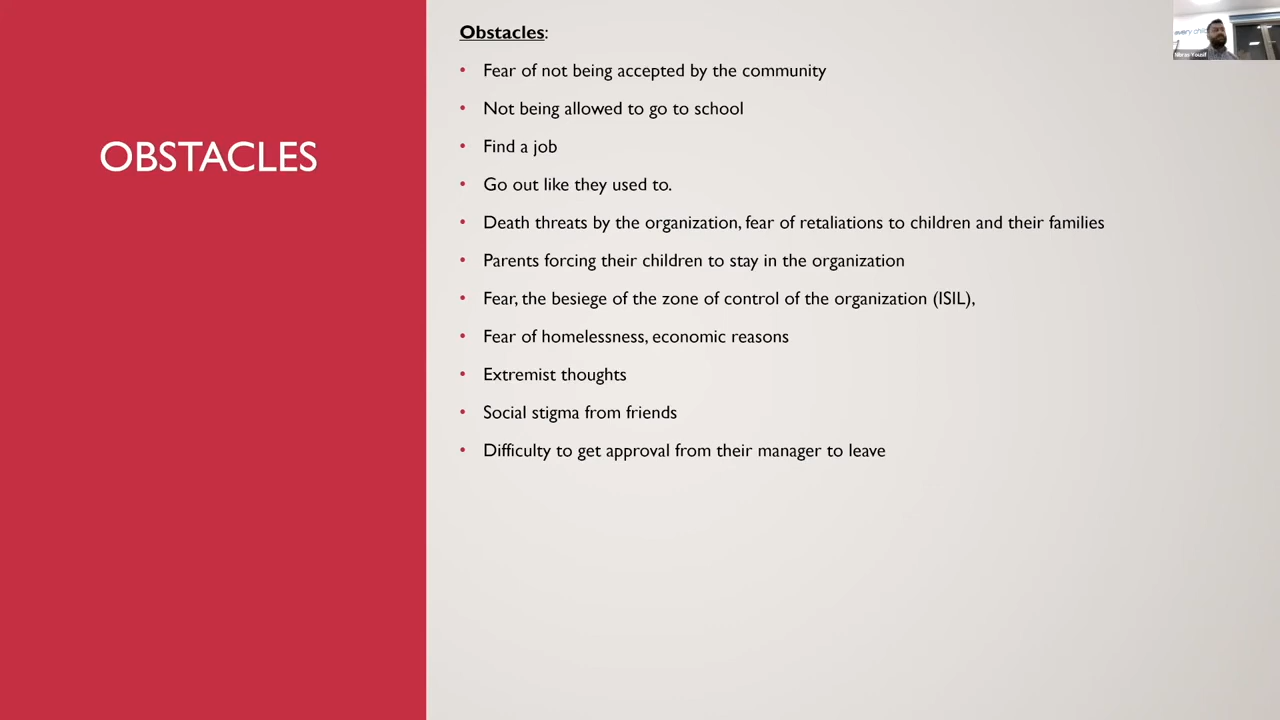 OBSTACLES
Obstacles:
• Fear of not being accepted by the community
• Not being allowed to go to school
• Find a job
• Go out like they used to.
• Death threats by the organization, fear of retaliations to children and their families
• Parents forcing their children to stay in the organization
• Fear, the besiege of the zone of control of the organization (ISIL),
• Fear of homelessness, economic reasons
• Extremist thoughts
• Social stigma from friends
• Difficulty to get approval from their manager to leave
every child
Yousif